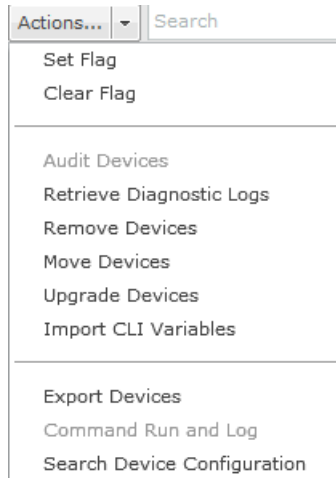 Actions... Search
Set Flag
Clear Flag
Audit Devices
Retrieve Diagnostic Logs
Remove Devices
Move Devices
Upgrade Devices
Import CLI Variables
Export Devices
Command Run and Log
Search Device Configuration